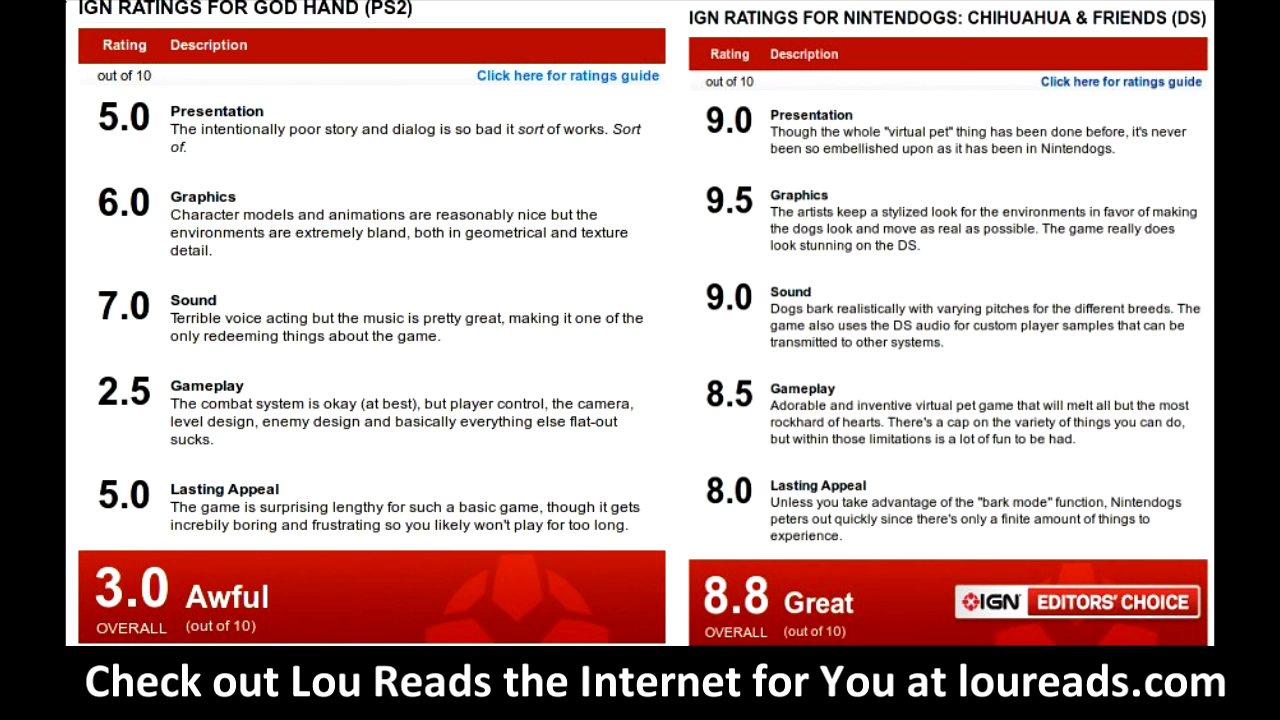 IGN RATINGS FOR GOD HAND (PS2)
Rating Description
out of 10 Click here for ratings guide
5.0 Presentation
The intentionally poor story and dialog is so bad it sort of works. Sort
of.
6.0 Graphics
Character models and animations are reasonably nice but the
environments are extremely bland, both in geometrical and texture
detail.
7.0 Sound
Terrible voice acting but the music is pretty great, making it one of the
only redeeming things about the game.
2.5 Gameplay
The combat system is okay (at best), but player control, the camera,
level design, enemy design and basically everything else flat-out
sucks.
5.0 Lasting Appeal
The game is surprising lengthy for such a basic game, though it gets
increbily boring and frustrating so you likely won't play for too long.
3.0 Awful
OVERALL (out of 10)
IGN RATINGS FOR NINTENDOGS: CHIHUAHUA & FRIENDS (DS)
Rating Description
out of 10 Click here for ratings guide
9.0 Presentation
Though the whole "virtual pet" thing has been done before, it's never
been so embellished upon as it has been in Nintendogs.
9.5 Graphics
The artists keep a stylized look for the environments in favor of making
the dogs look and move as real as possible. The game really does
look stunning on the DS.
9.0 Sound
Dogs bark realistically with varying pitches for the different breeds. The
game also uses the DS audio for custom player samples that can be
transmitted to other systems.
8.5 Gameplay
Adorable and inventive virtual pet game that will melt all but the most
rockhard of hearts. There's a cap on the variety of things you can do,
but within those limitations is a lot of fun to be had.
8.0 Lasting Appeal
Unless you take advantage of the "bark mode" function, Nintendogs
peters out quickly since there's only a finite amount of things to
experience.
8.8 Great
OVERALL (out of 10)
IGN EDITORS' CHOICE
Check out Lou Reads the Internet for You at loureads.com